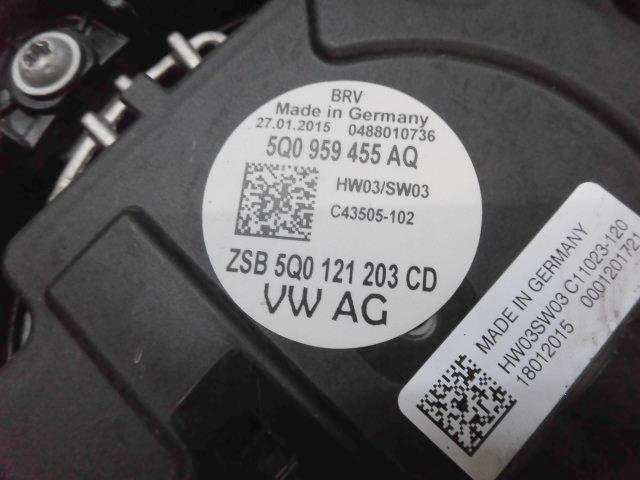 BRV
Made in Germany
27.01.2015 0488010736
5Q0 959 455 AQ
HW03/SW03
C43505-102
ZSB 5Q0 121 203 CD
VW AG
MADE IN GERMANY
HW03SW03 C11023-120
18012015 0001201721